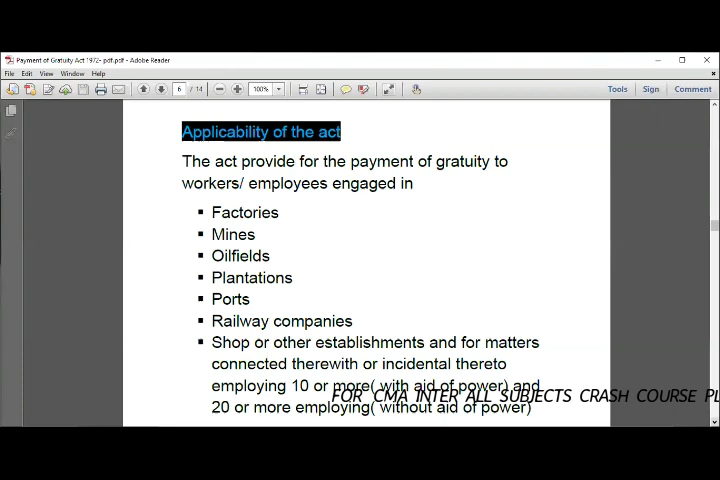 Payment of Gratuity Act 1972- pdf.pdf - Adobe Reader
File Edit View Window Help
6 / 14 100% Tools Sign Comment
Applicability of the act
The act provide for the payment of gratuity to
workers/ employees engaged in
▪ Factories
▪ Mines
▪ Oilfields
▪ Plantations
▪ Ports
▪ Railway companies
▪ Shop or other establishments and for matters
connected therewith or incidental thereto
employing 10 or more( with aid of power) and
20 or more employing( without aid of power)
FOR CMA INTER ALL SUBJECTS CRASH COURSE PL